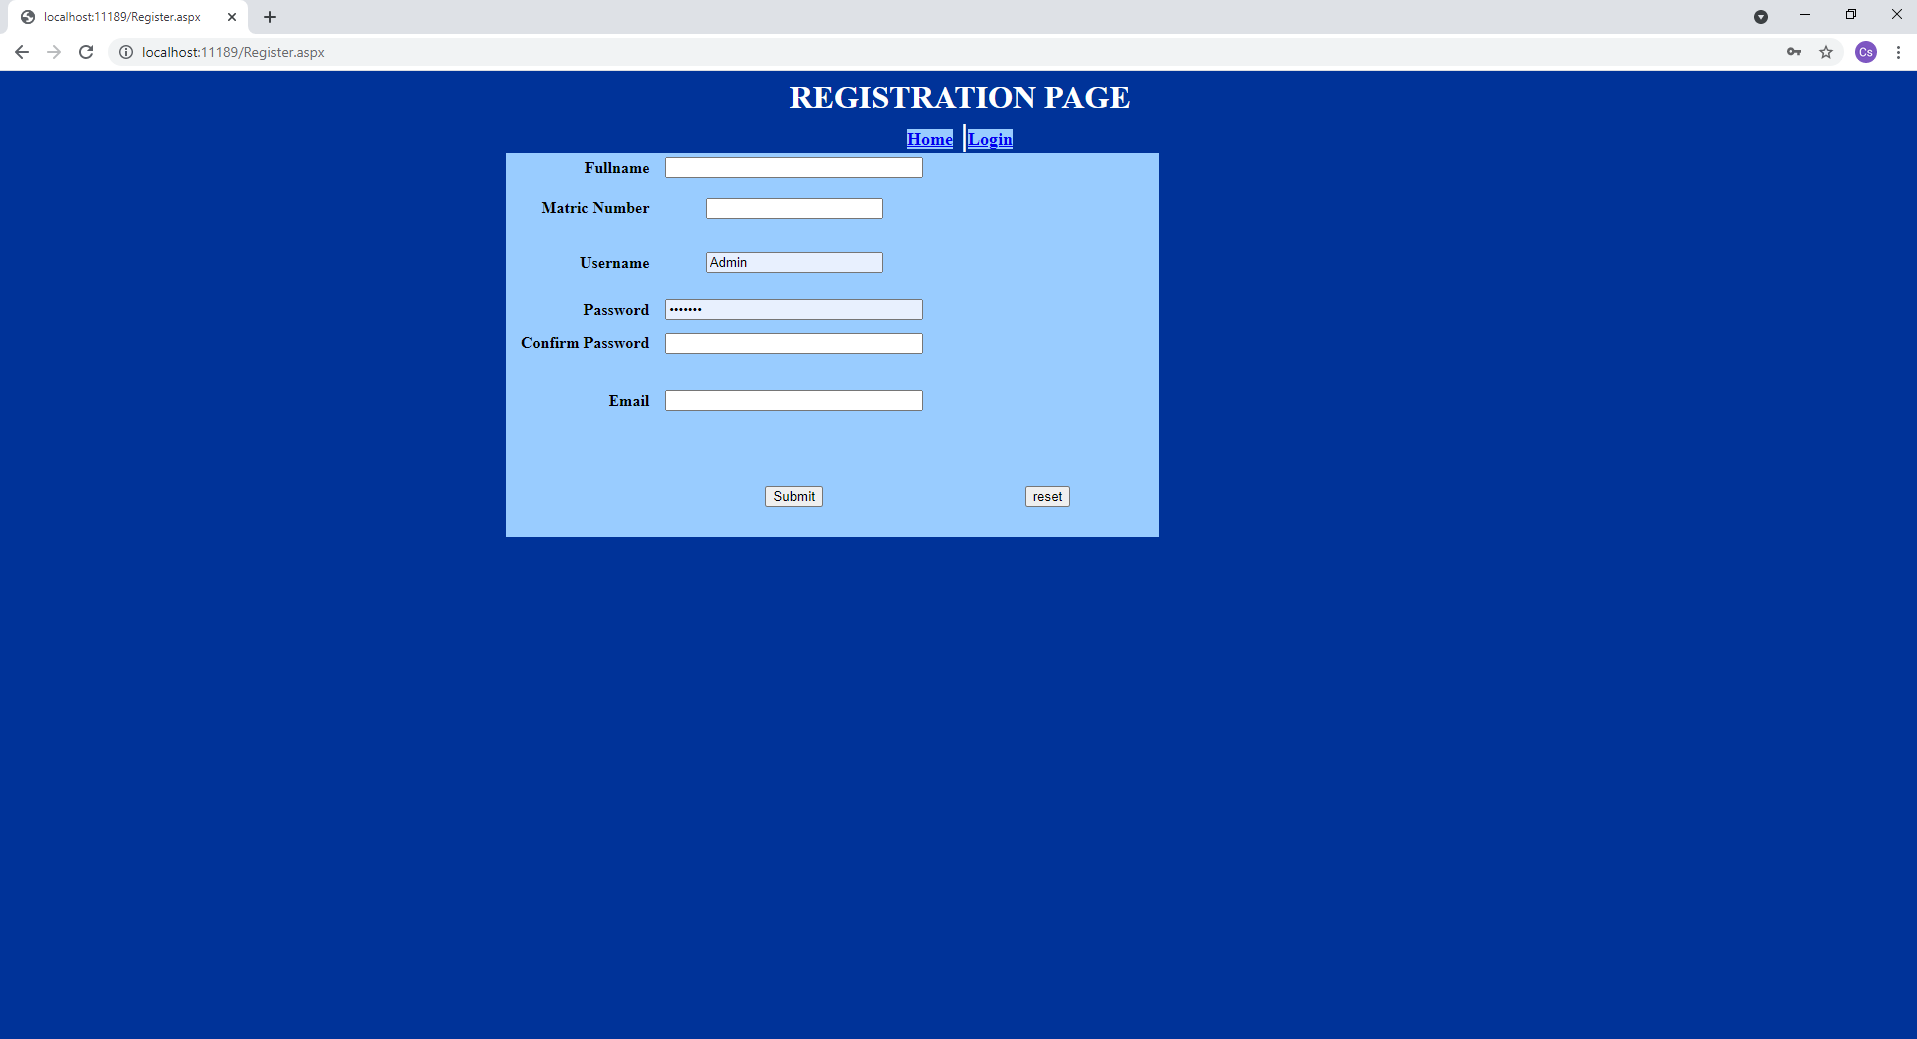 localhost:11189/Register.aspx
localhost:11189/Register.aspx
Cs
REGISTRATION PAGE
Home Login
Fullname
Matric Number
Username Admin
Password •••••••
Confirm Password
Email
Submit reset